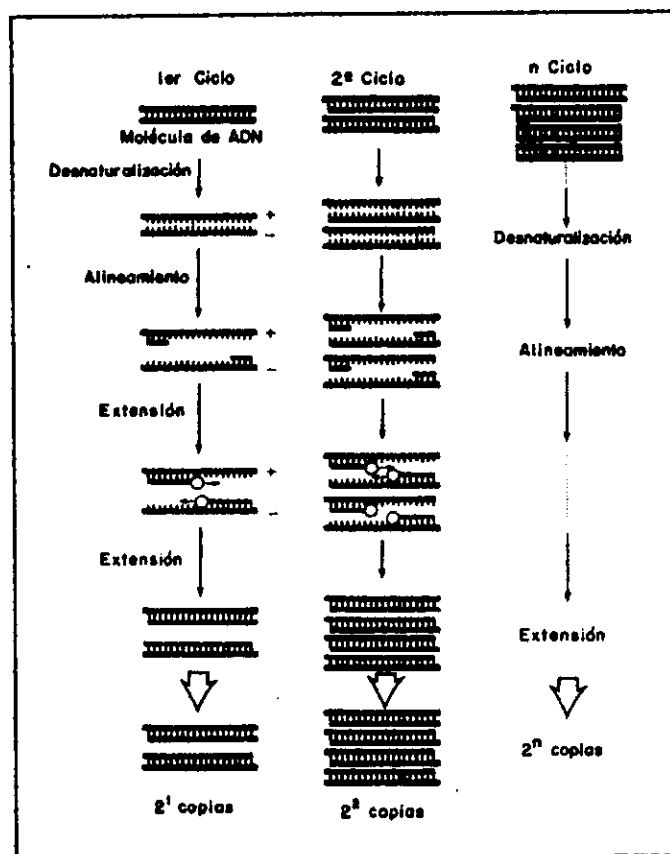 1er Ciclo
Molécula de ADN
Desnaturalización
+
−
Alineamiento
+
−
Extensión
+
−
Extensión
2¹ copias
2º Ciclo
2² copias
n Ciclo
Desnaturalización
Alineamiento
Extensión
2ⁿ copias